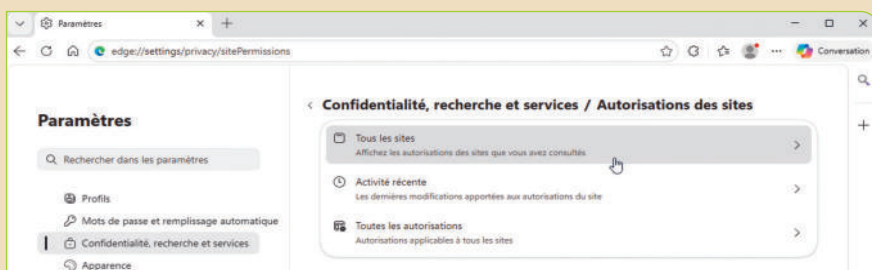 Paramètres
edge://settings/privacy/sitePermissions
Conversation
Paramètres
Rechercher dans les paramètres
Profils
Mots de passe et remplissage automatique
Confidentialité, recherche et services
Apparence
Confidentialité, recherche et services / Autorisations des sites
Tous les sites
Affichez les autorisations des sites que vous avez consultés
Activité récente
Les dernières modifications apportées aux autorisations du site
Toutes les autorisations
Autorisations applicables à tous les sites